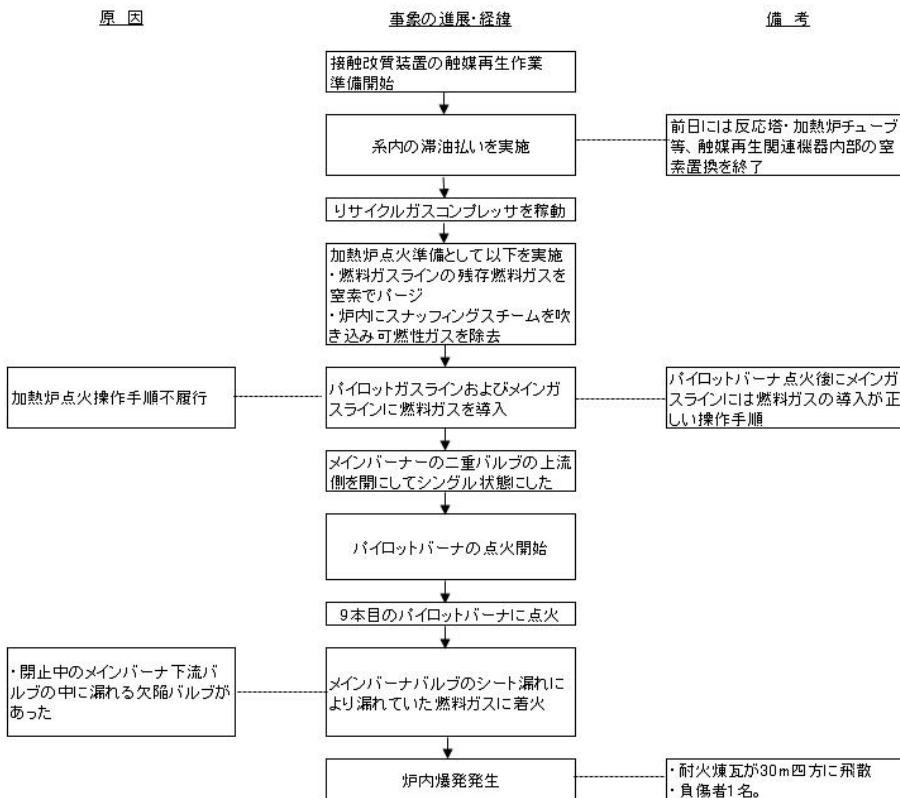 原 因
事象の進展・経緯
備 考
接触改質装置の触媒再生作業
準備開始
系内の滞油払いを実施
前日には反応塔・加熱炉チューブ
等、触媒再生関連機器内部の窒
素置換を終了
リサイクルガスコンプレッサを稼動
加熱炉点火準備として以下を実施
・燃料ガスラインの残存燃料ガスを
窒素でパージ
・炉内にスナッフィングスチームを吹
き込み可燃性ガスを除去
加熱炉点火操作手順不履行
パイロットガスラインおよびメインガ
スラインに燃料ガスを導入
パイロットバーナ点火後にメインガ
スラインには燃料ガスの導入が正
しい操作手順
メインバーナーの二重バルブの上流
側を開にしてシングル状態にした
パイロットバーナの点火開始
9本目のパイロットバーナに点火
・閉止中のメインバーナ下流バ
ルブの中に漏れる欠陥バルブが
あった
メインバーナバルブのシート漏れに
より漏れていた燃料ガスに着火
炉内爆発発生
・耐火煉瓦が30m四方に飛散
・負傷者1名。